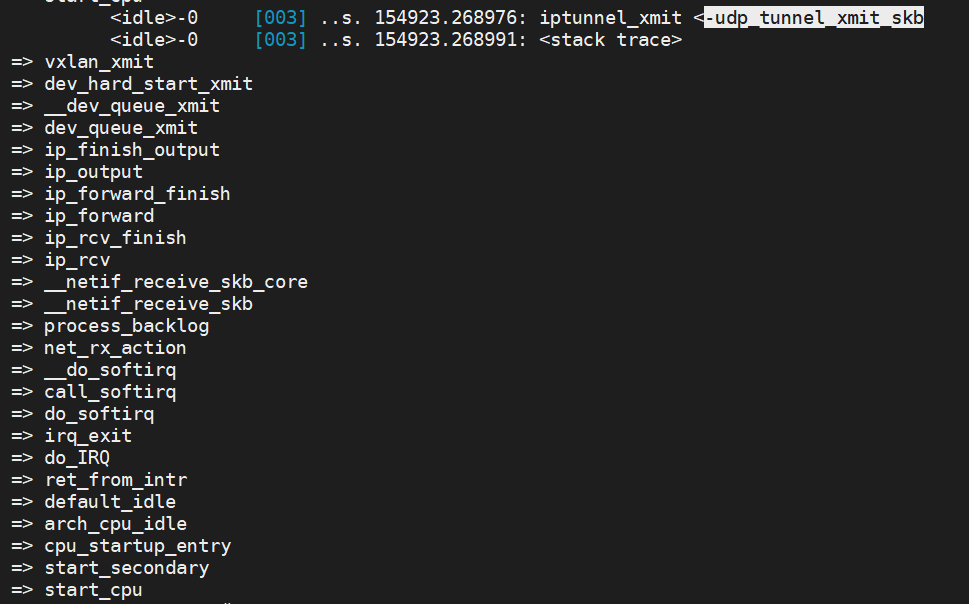 <idle>-0     [003] ..s. 154923.268976: iptunnel_xmit <-udp_tunnel_xmit_skb
<idle>-0     [003] ..s. 154923.268991: <stack trace>
=> vxlan_xmit
=> dev_hard_start_xmit
=> __dev_queue_xmit
=> dev_queue_xmit
=> ip_finish_output
=> ip_output
=> ip_forward_finish
=> ip_forward
=> ip_rcv_finish
=> ip_rcv
=> __netif_receive_skb_core
=> __netif_receive_skb
=> process_backlog
=> net_rx_action
=> __do_softirq
=> call_softirq
=> do_softirq
=> irq_exit
=> do_IRQ
=> ret_from_intr
=> default_idle
=> arch_cpu_idle
=> cpu_startup_entry
=> start_secondary
=> start_cpu